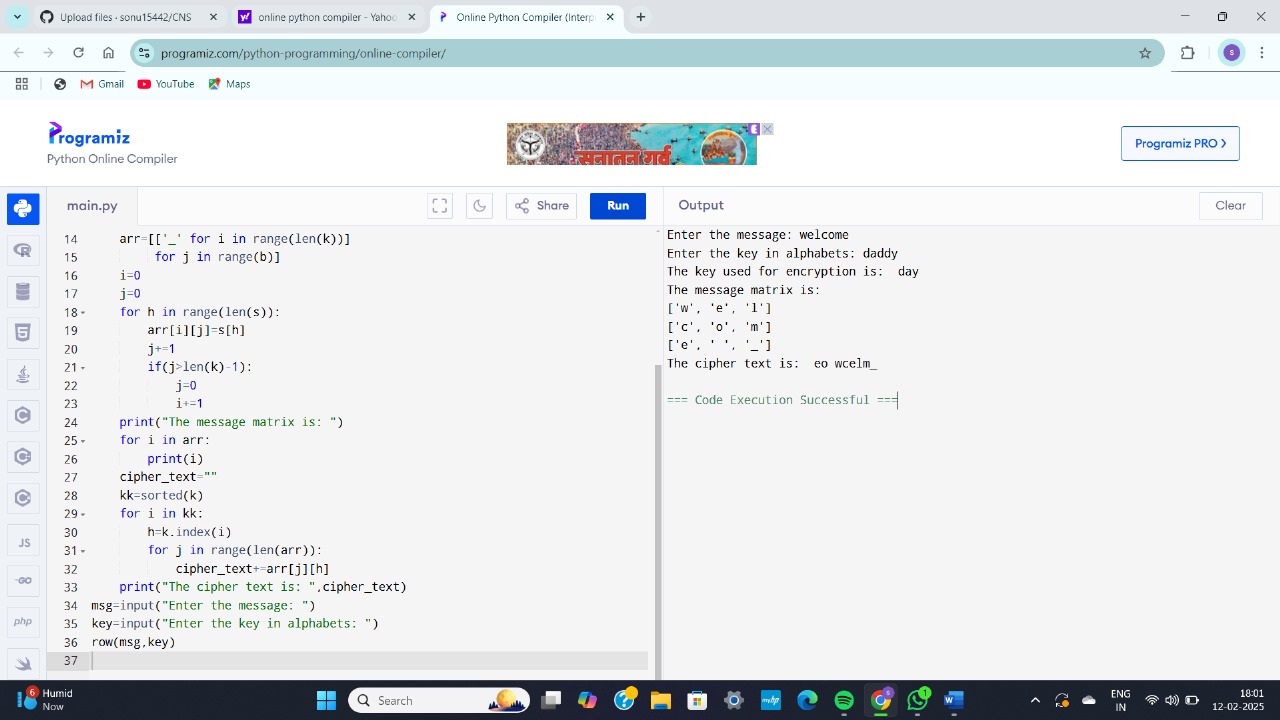 Upload files · sonu15442/CNS
online python compiler - Yahoo
Online Python Compiler (Interp
programiz.com/python-programming/online-compiler/
S
Gmail
YouTube
Maps
Programiz
Python Online Compiler
सनातन गर्व
Programiz PRO >
main.py
Share
Run
Output
Clear
14 arr=[['_' for i in range(len(k))]
15 for j in range(b)]
16 i=0
17 j=0
18 for h in range(len(s)):
19 arr[i][j]=s[h]
20 j+=1
21 if(j>len(k)-1):
22 j=0
23 i+=1
24 print("The message matrix is: ")
25 for i in arr:
26 print(i)
27 cipher_text=""
28 kk=sorted(k)
29 for i in kk:
30 h=k.index(i)
31 for j in range(len(arr)):
32 cipher_text+=arr[j][h]
33 print("The cipher text is: ",cipher_text)
34 msg=input("Enter the message: ")
35 key=input("Enter the key in alphabets: ")
36 row(msg,key)
37
Enter the message: welcome
Enter the key in alphabets: daddy
The key used for encryption is:  day
The message matrix is:
['w', 'e', 'l']
['c', 'o', 'm']
['e', ' ', '_']
The cipher text is:  eo wcelm_
=== Code Execution Successful ===
JS
GO
php
6
Humid
Now
Search
1
ENG
IN
18:01
12-02-2025